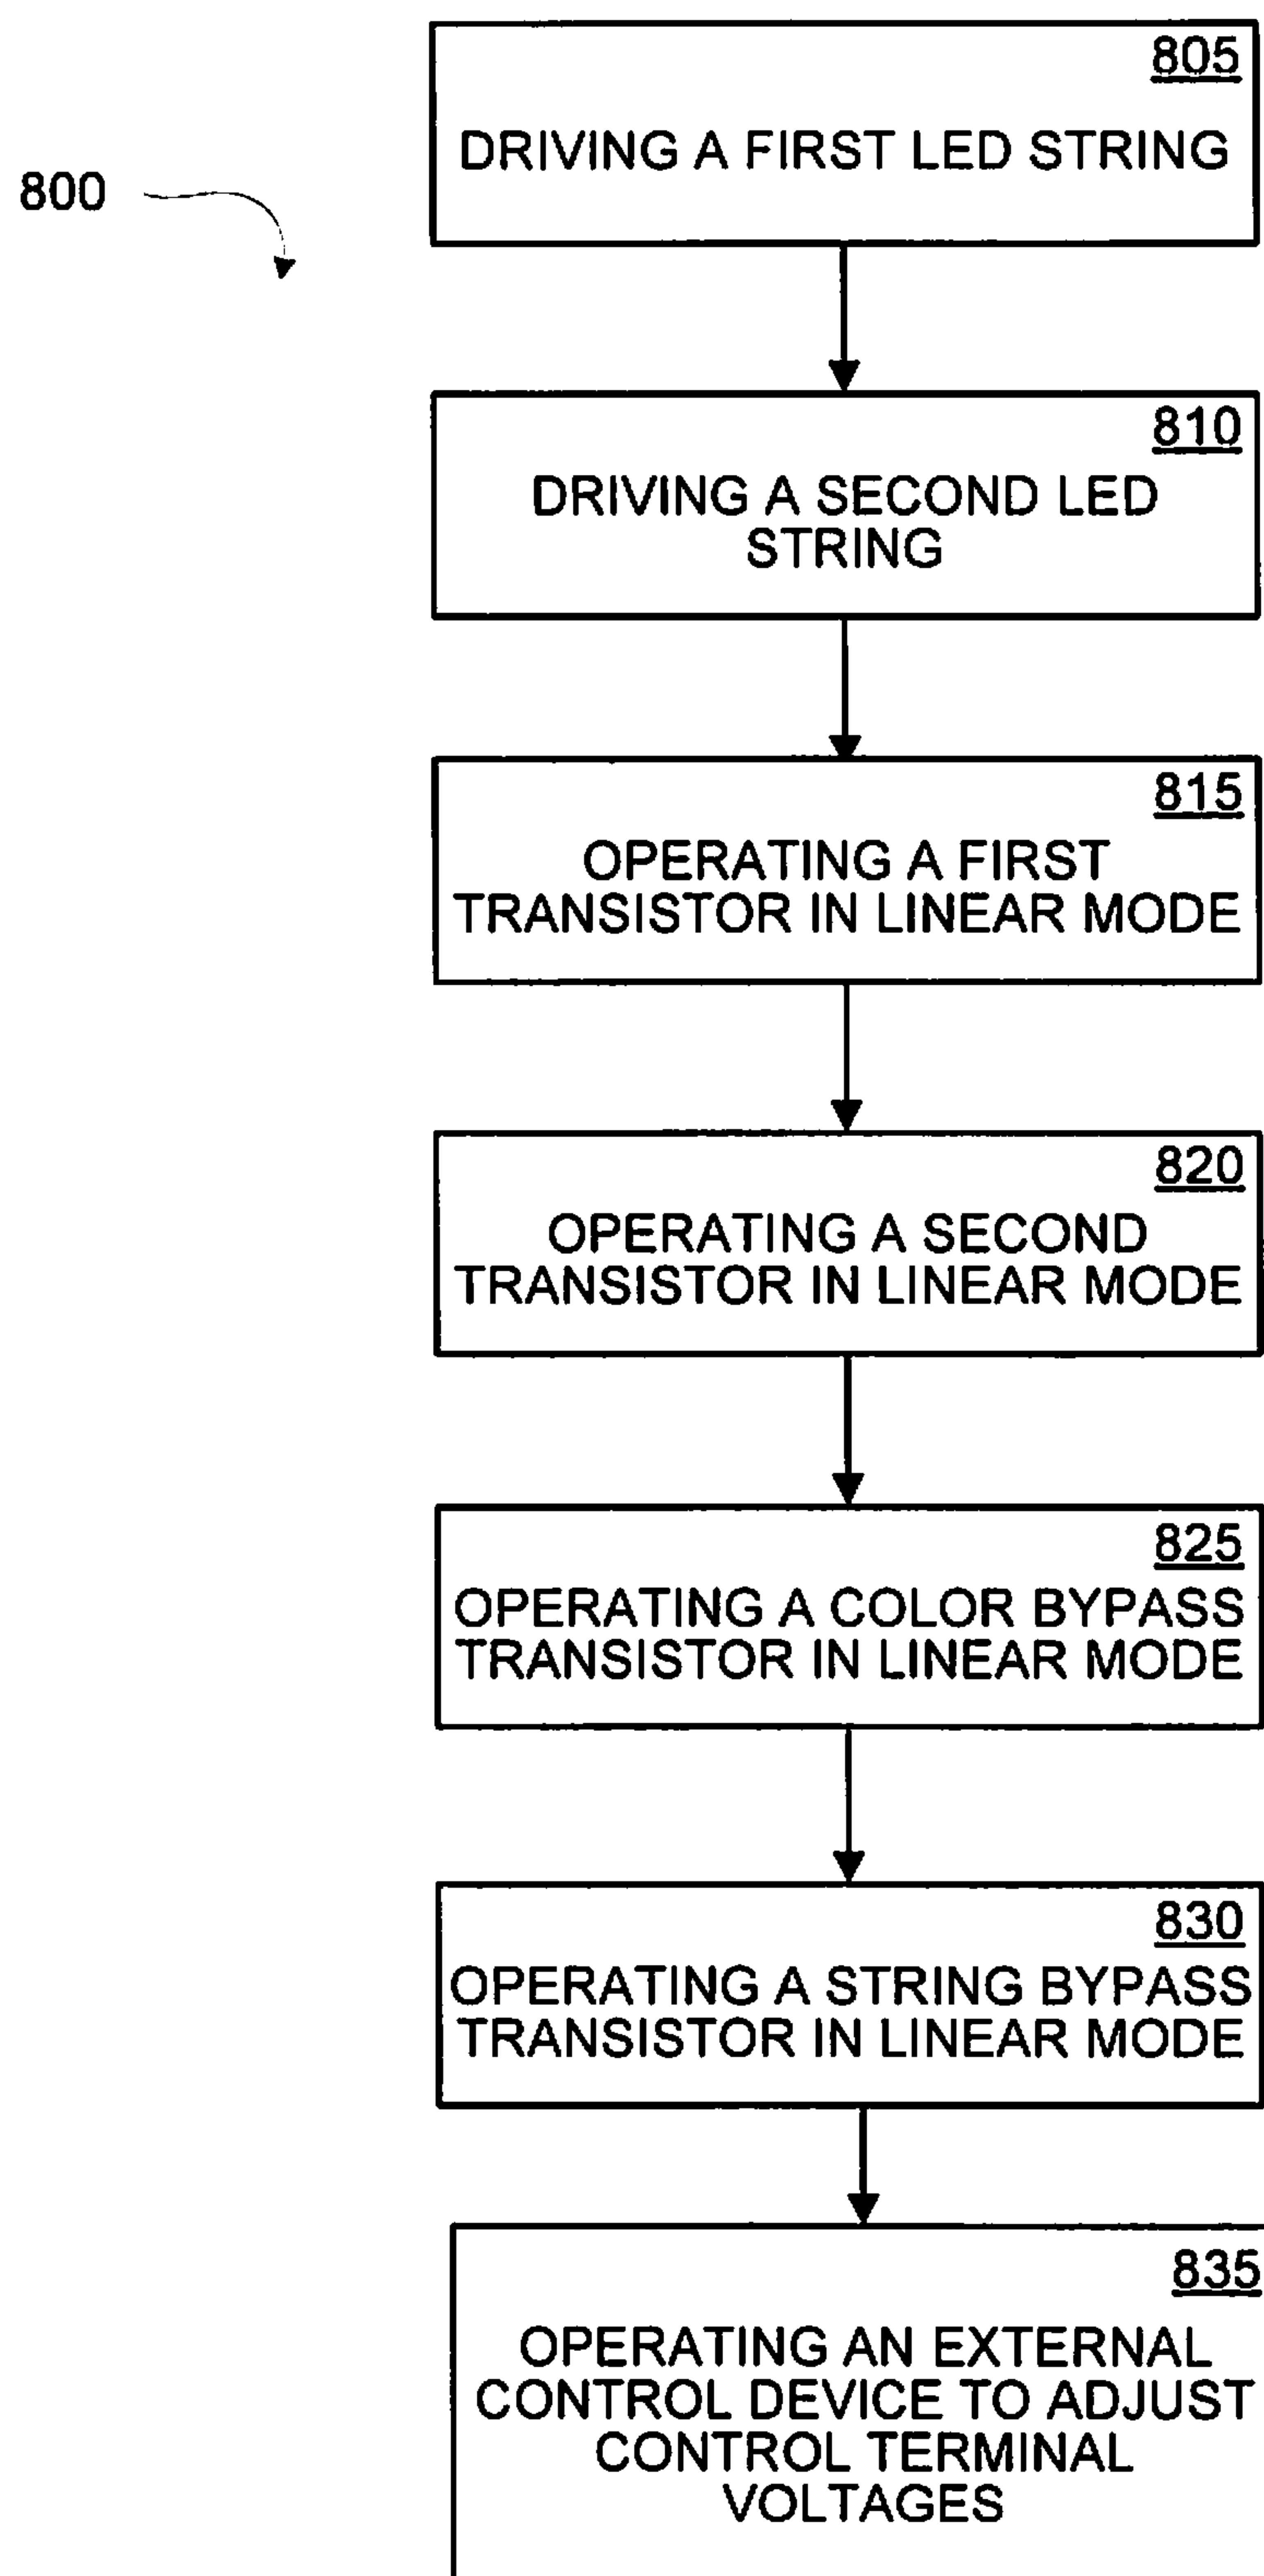 805
DRIVING A FIRST LED STRING
800
810
DRIVING A SECOND LED
STRING
815
OPERATING A FIRST
TRANSISTOR IN LINEAR MODE
820
OPERATING A SECOND
TRANSISTOR IN LINEAR MODE
825
OPERATING A COLOR BYPASS
TRANSISTOR IN LINEAR MODE
830
OPERATING A STRING BYPASS
TRANSISTOR IN LINEAR MODE
835
OPERATING AN EXTERNAL
CONTROL DEVICE TO ADJUST
CONTROL TERMINAL
VOLTAGES